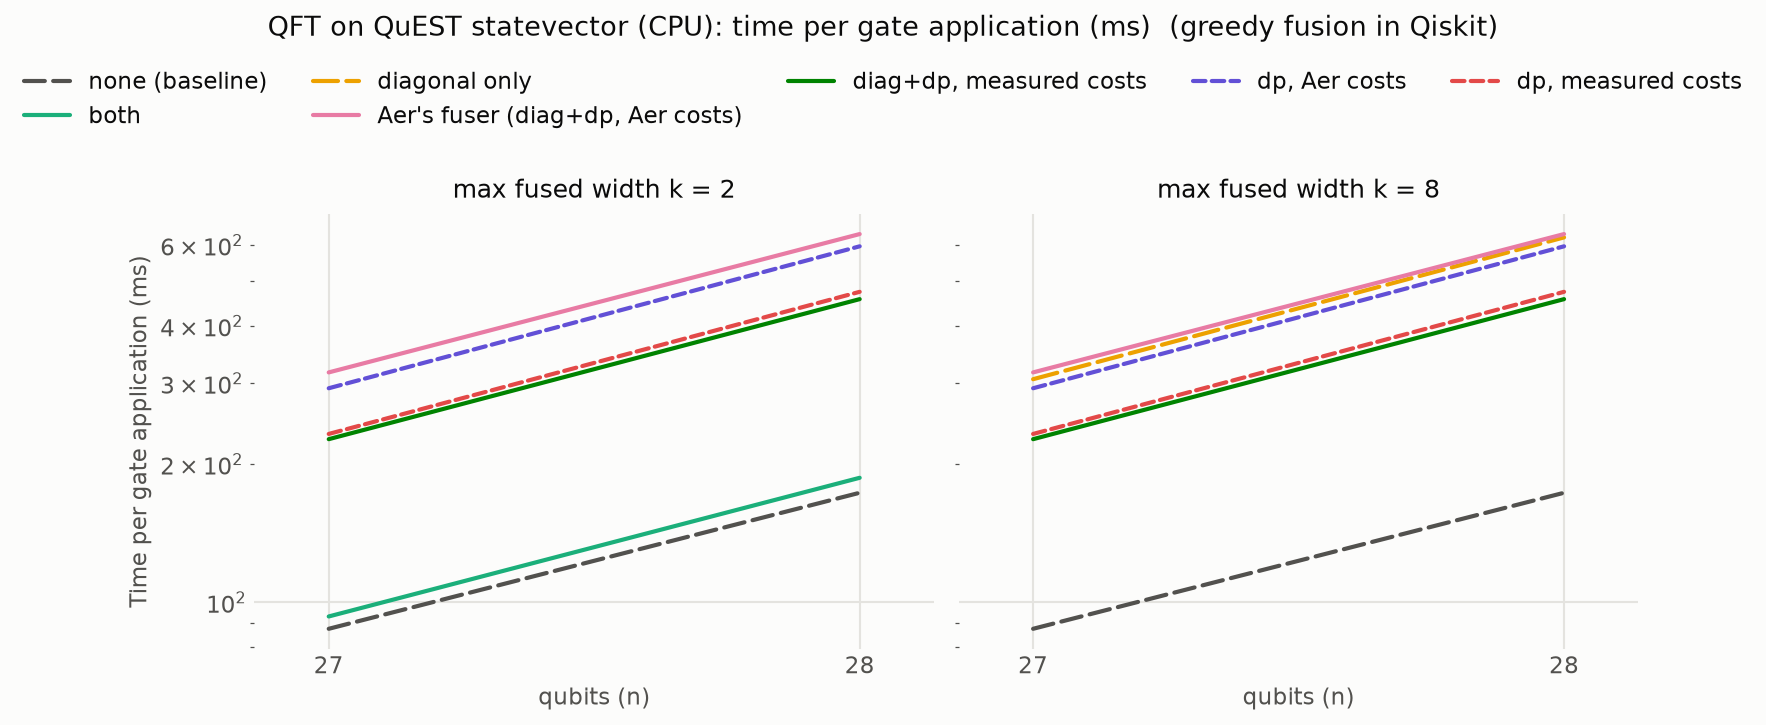 QFT on QuEST statevector (CPU): time per gate application (ms)  (greedy fusion in Qiskit)
none (baseline) diagonal only diag+dp, measured costs dp, Aer costs dp, measured costs
both Aer's fuser (diag+dp, Aer costs)
max fused width k = 2
max fused width k = 8
Time per gate application (ms)
6 × 10²
4 × 10²
3 × 10²
2 × 10²
10²
27 28
27 28
qubits (n)
qubits (n)